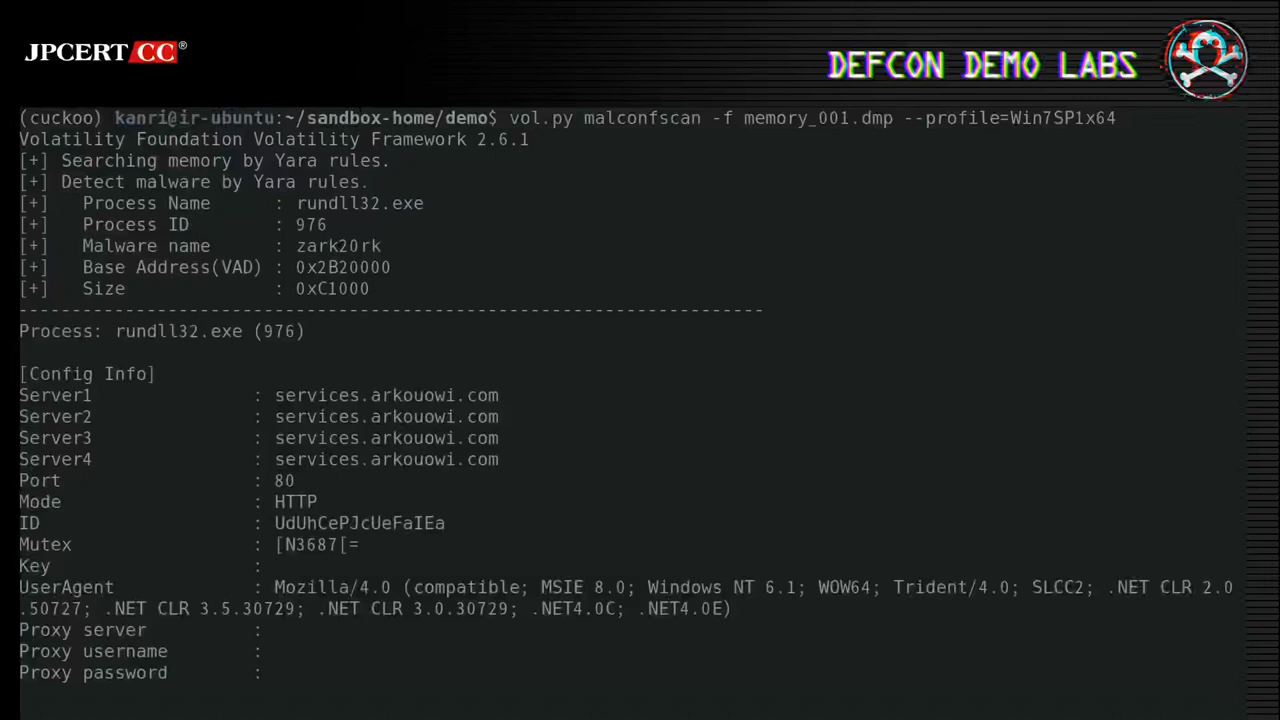 JPCERT CC®
DEFCON DEMO LABS
(cuckoo) kanri@ir-ubuntu:~/sandbox-home/demo$ vol.py malconfscan -f memory_001.dmp --profile=Win7SP1x64
Volatility Foundation Volatility Framework 2.6.1
[+] Searching memory by Yara rules.
[+] Detect malware by Yara rules.
[+]   Process Name      : rundll32.exe
[+]   Process ID        : 976
[+]   Malware name      : zark20rk
[+]   Base Address(VAD) : 0x2B20000
[+]   Size              : 0xC1000
----------------------------------------------------------------------
Process: rundll32.exe (976)
[Config Info]
Server1               : services.arkouowi.com
Server2               : services.arkouowi.com
Server3               : services.arkouowi.com
Server4               : services.arkouowi.com
Port                  : 80
Mode                  : HTTP
ID                    : UdUhCePJcUeFaIEa
Mutex                 : [N3687[=
Key                   :
UserAgent             : Mozilla/4.0 (compatible; MSIE 8.0; Windows NT 6.1; WOW64; Trident/4.0; SLCC2; .NET CLR 2.0
.50727; .NET CLR 3.5.30729; .NET CLR 3.0.30729; .NET4.0C; .NET4.0E)
Proxy server          :
Proxy username        :
Proxy password        :